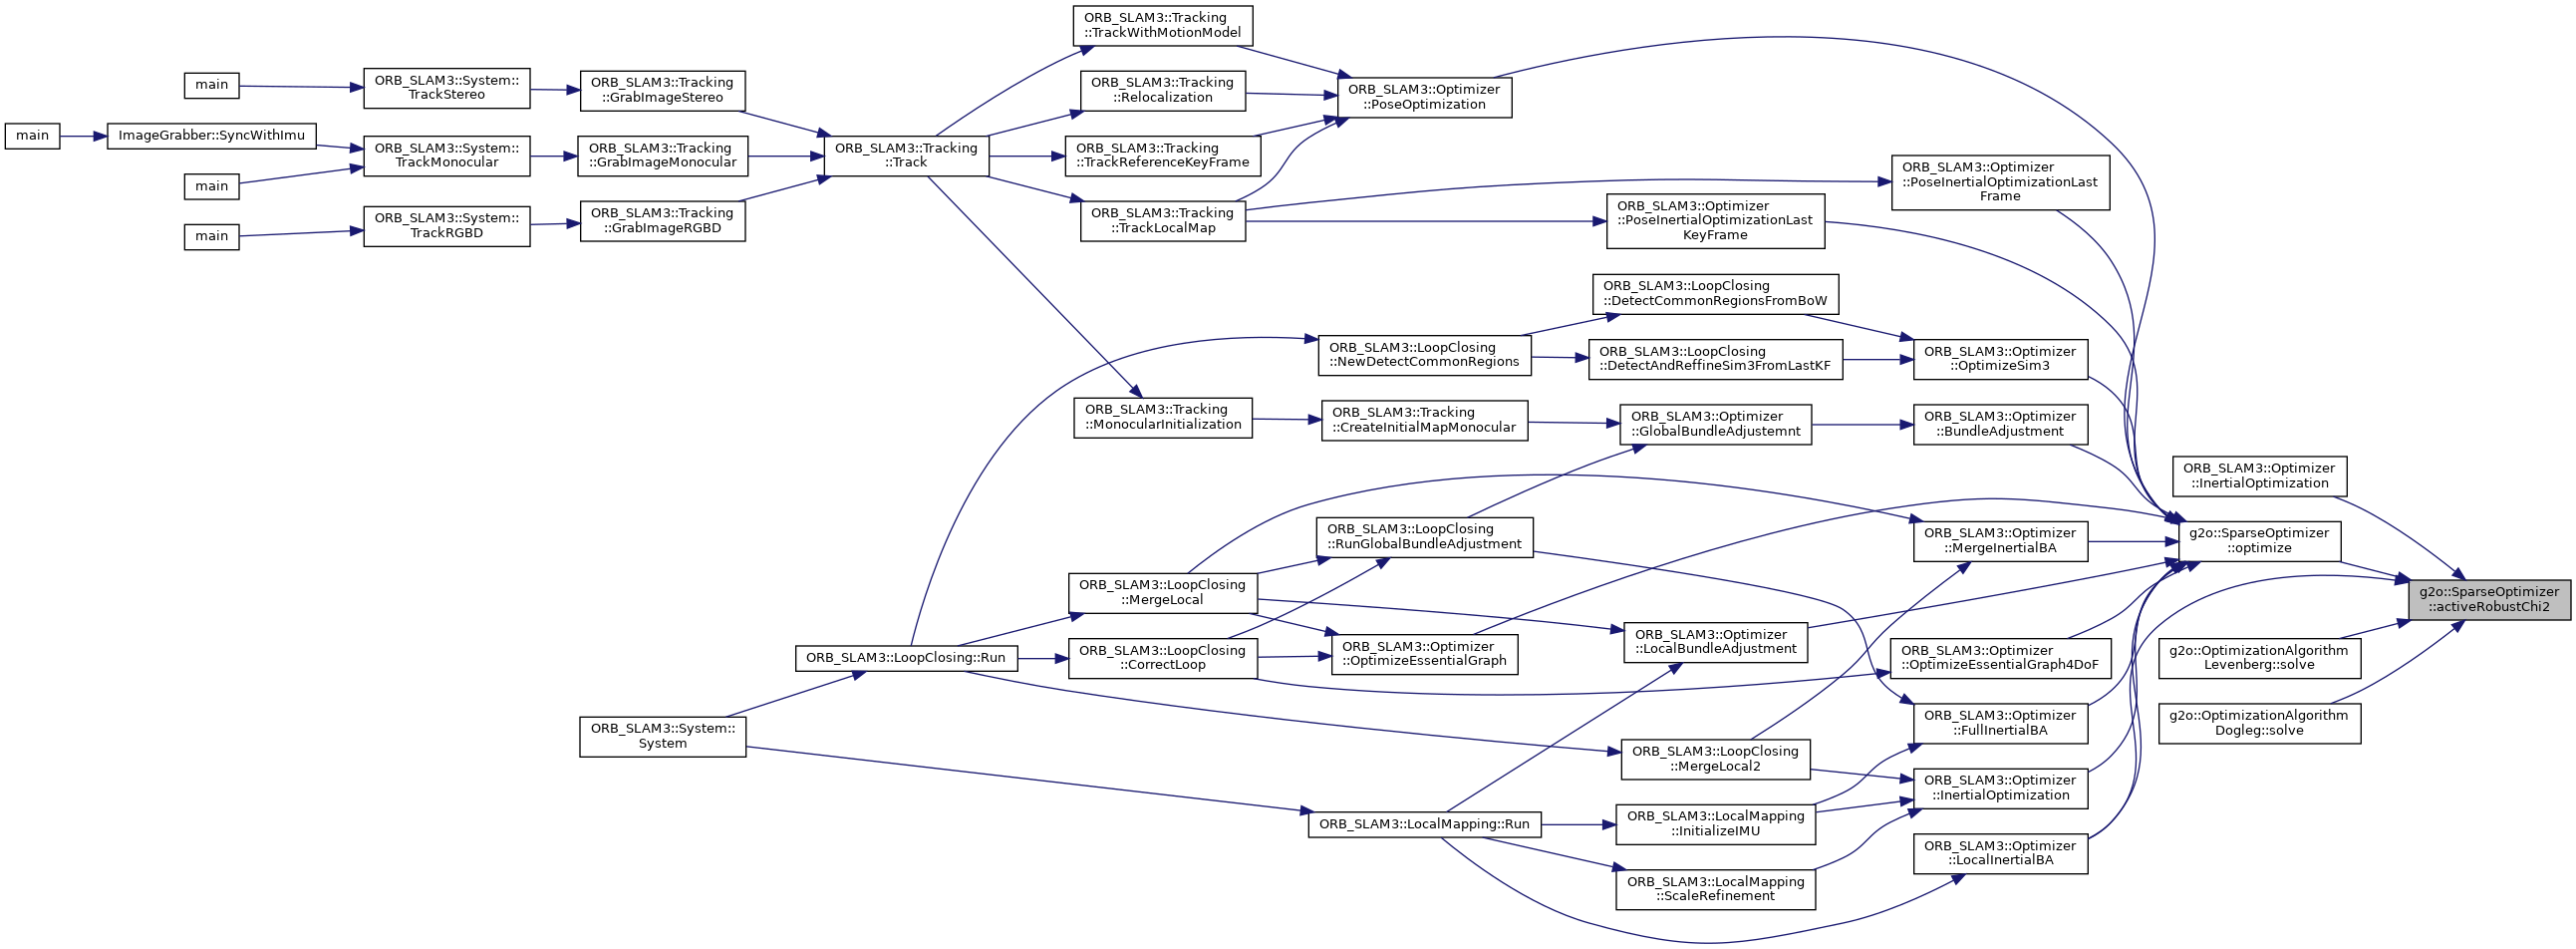 main
ImageGrabber::SyncWithImu
main
main
main
ORB_SLAM3::System::
TrackStereo
ORB_SLAM3::System::
TrackMonocular
ORB_SLAM3::System::
TrackRGBD
ORB_SLAM3::Tracking
::GrabImageStereo
ORB_SLAM3::Tracking
::GrabImageMonocular
ORB_SLAM3::Tracking
::GrabImageRGBD
ORB_SLAM3::System::
System
ORB_SLAM3::Tracking
::Track
ORB_SLAM3::LoopClosing::Run
ORB_SLAM3::Tracking
::TrackWithMotionModel
ORB_SLAM3::Tracking
::Relocalization
ORB_SLAM3::Tracking
::TrackReferenceKeyFrame
ORB_SLAM3::Tracking
::TrackLocalMap
ORB_SLAM3::Tracking
::MonocularInitialization
ORB_SLAM3::LoopClosing
::MergeLocal
ORB_SLAM3::LoopClosing
::CorrectLoop
ORB_SLAM3::Optimizer
::PoseOptimization
ORB_SLAM3::LoopClosing
::NewDetectCommonRegions
ORB_SLAM3::Tracking
::CreateInitialMapMonocular
ORB_SLAM3::LoopClosing
::RunGlobalBundleAdjustment
ORB_SLAM3::Optimizer
::OptimizeEssentialGraph
ORB_SLAM3::LocalMapping::Run
ORB_SLAM3::Optimizer
::PoseInertialOptimizationLast
KeyFrame
ORB_SLAM3::LoopClosing
::DetectCommonRegionsFromBoW
ORB_SLAM3::LoopClosing
::DetectAndReffineSim3FromLastKF
ORB_SLAM3::Optimizer
::GlobalBundleAdjustemnt
ORB_SLAM3::Optimizer
::LocalBundleAdjustment
ORB_SLAM3::LoopClosing
::MergeLocal2
ORB_SLAM3::LocalMapping
::InitializeIMU
ORB_SLAM3::LocalMapping
::ScaleRefinement
ORB_SLAM3::Optimizer
::PoseInertialOptimizationLast
Frame
ORB_SLAM3::Optimizer
::OptimizeSim3
ORB_SLAM3::Optimizer
::BundleAdjustment
ORB_SLAM3::Optimizer
::MergeInertialBA
ORB_SLAM3::Optimizer
::OptimizeEssentialGraph4DoF
ORB_SLAM3::Optimizer
::FullInertialBA
ORB_SLAM3::Optimizer
::InertialOptimization
ORB_SLAM3::Optimizer
::LocalInertialBA
ORB_SLAM3::Optimizer
::InertialOptimization
g2o::SparseOptimizer
::optimize
g2o::OptimizationAlgorithm
Levenberg::solve
g2o::OptimizationAlgorithm
Dogleg::solve
g2o::SparseOptimizer
::activeRobustChi2